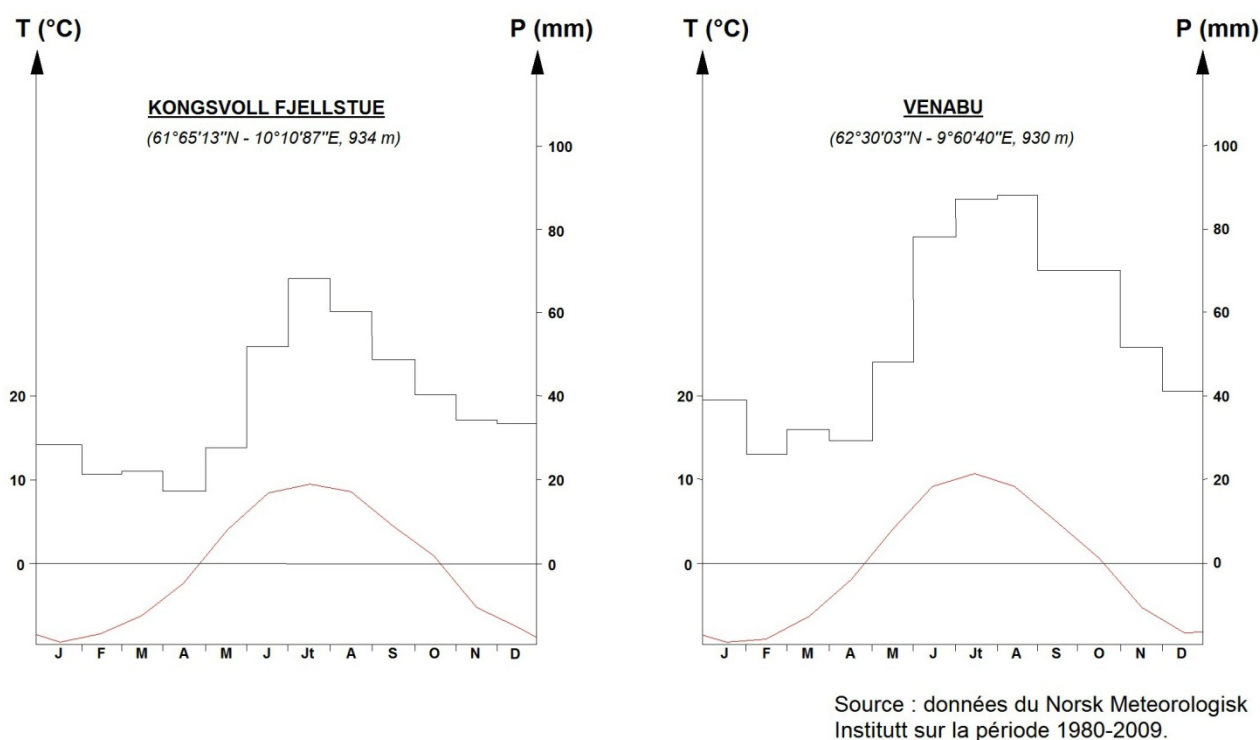 T (°C)
P (mm)
KONGSVOLL FJELLSTUE
(61°65'13"N - 10°10'87"E, 934 m)
100
80
60
20
40
10
20
0
0
J F M A M J Jt A S O N D
T (°C)
P (mm)
VENABU
(62°30'03"N - 9°60'40"E, 930 m)
100
80
60
20
40
10
20
0
0
J F M A M J Jt A S O N D
Source : données du Norsk Meteorologisk
Institutt sur la période 1980-2009.